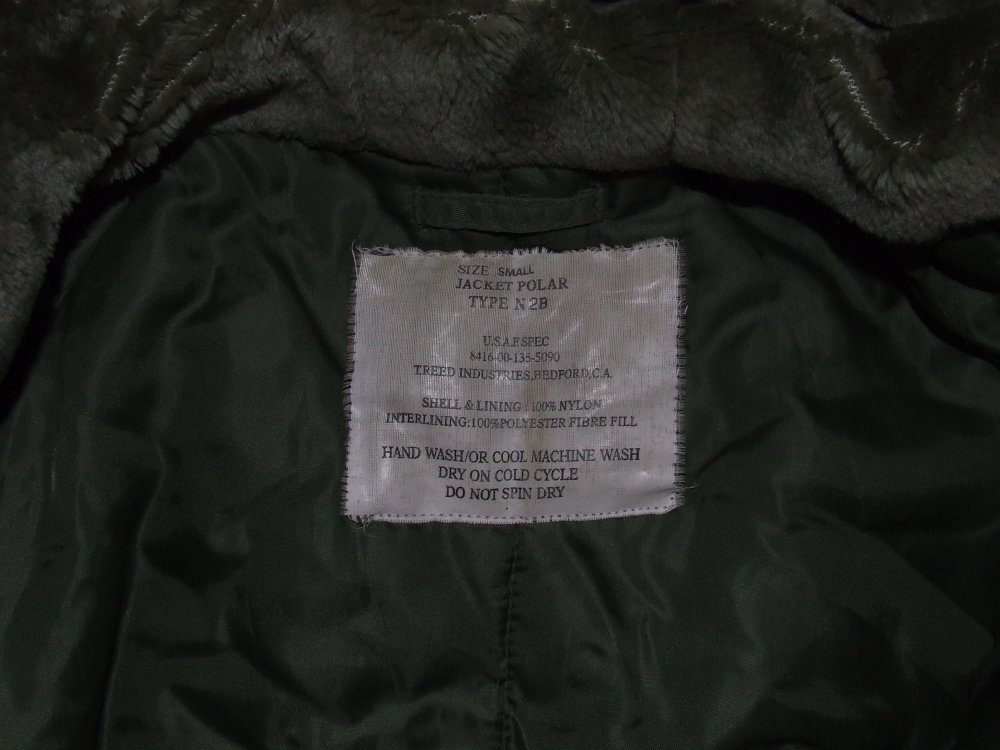 SIZE SMALL
JACKET POLAR
TYPE N2B
U.S.A.F.SPEC
8416-00-135-5090
T.REED INDUSTRIES,BEDFORD,C.A.
SHELL & LINING : 100% NYLON
INTERLINING:100%POLYESTER FIBRE FILL
HAND WASH/OR COOL MACHINE WASH
DRY ON COLD CYCLE
DO NOT SPIN DRY